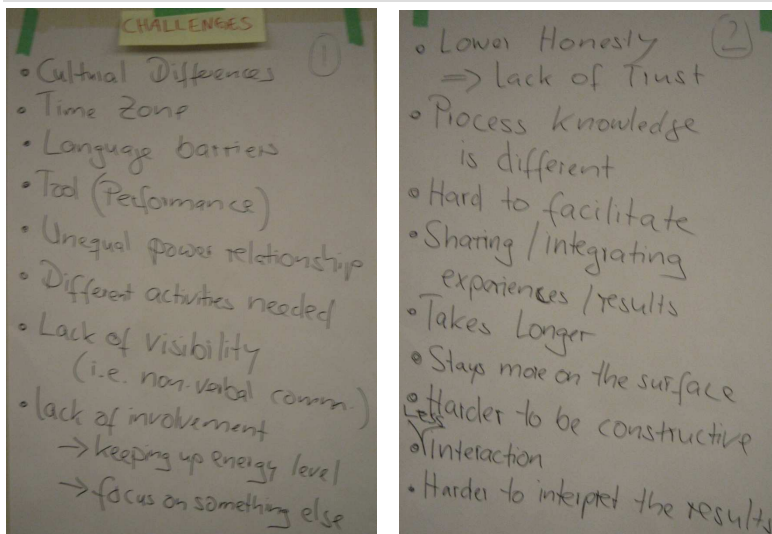 CHALLENGES
1
• Cultural Differences
• Time Zone
• Language barriers
• Tool (Performance)
• Unequal power relationship
• Different activities needed
• Lack of visibility
(i.e. non-verbal comm.)
• lack of involvement
→ keeping up energy level
→ focus on something else
2
• Lower Honesty
⇒ lack of Trust
• Process knowledge
is different
• Hard to facilitate
• Sharing / integrating
experiences / results
• Takes Longer
• Stays more on the surface
• Harder to be constructive
• Less Interaction
• Harder to interpret the results